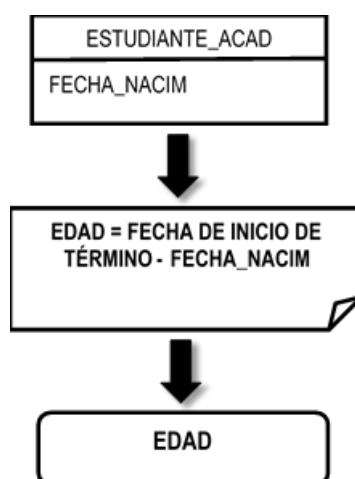 ESTUDIANTE_ACAD
FECHA_NACIM
EDAD = FECHA DE INICIO DE
TÉRMINO - FECHA_NACIM
EDAD